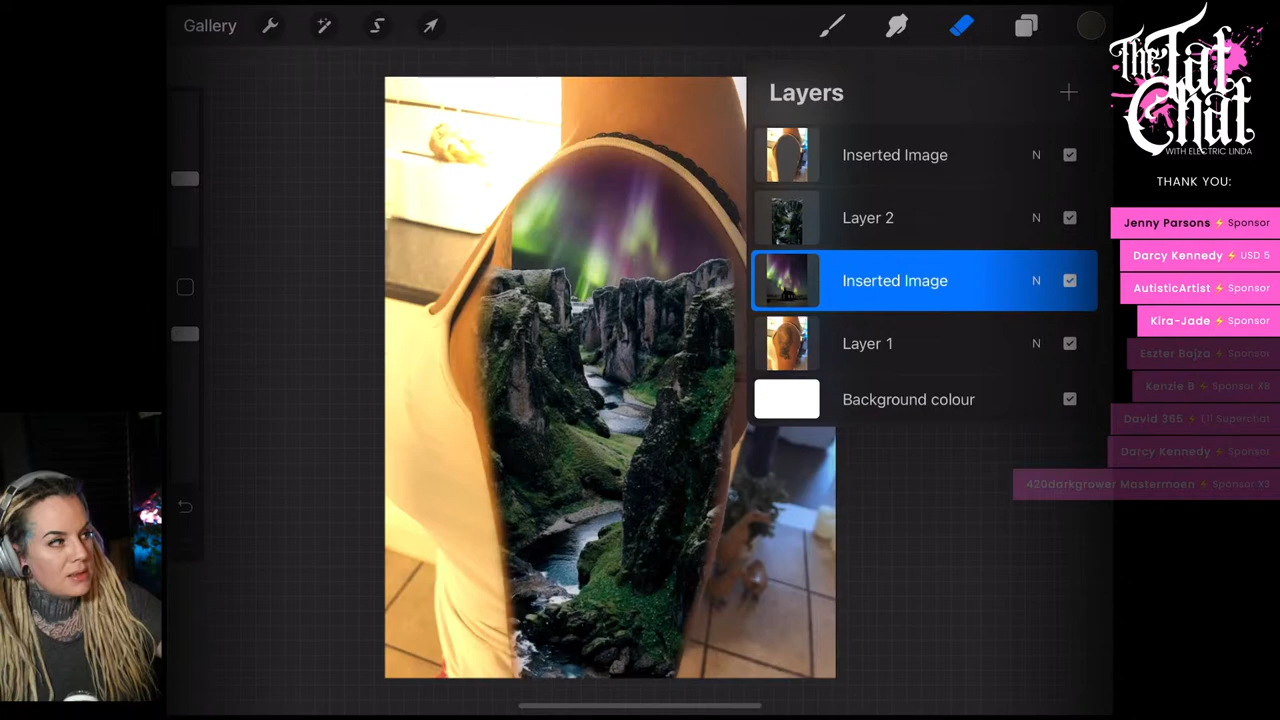 Gallery
Layers
Inserted Image N
Layer 2 N
Inserted Image N
Layer 1 N
Background colour
The Tat Chat
WITH ELECTRIC LINDA
THANK YOU:
Jenny Parsons ⚡ Sponsor
Darcy Kennedy ⚡ USD 5
AutisticArtist ⚡ Sponsor
Kira-Jade ⚡ Sponsor
Eszter Bojza ⚡ Sponsor
Kenzie B ⚡ Sponsor X8
David 365 ⚡ 1,11 Superchat
Darcy Kennedy ⚡ Sponsor
420darkgrower Mastermoen ⚡ Sponsor X3